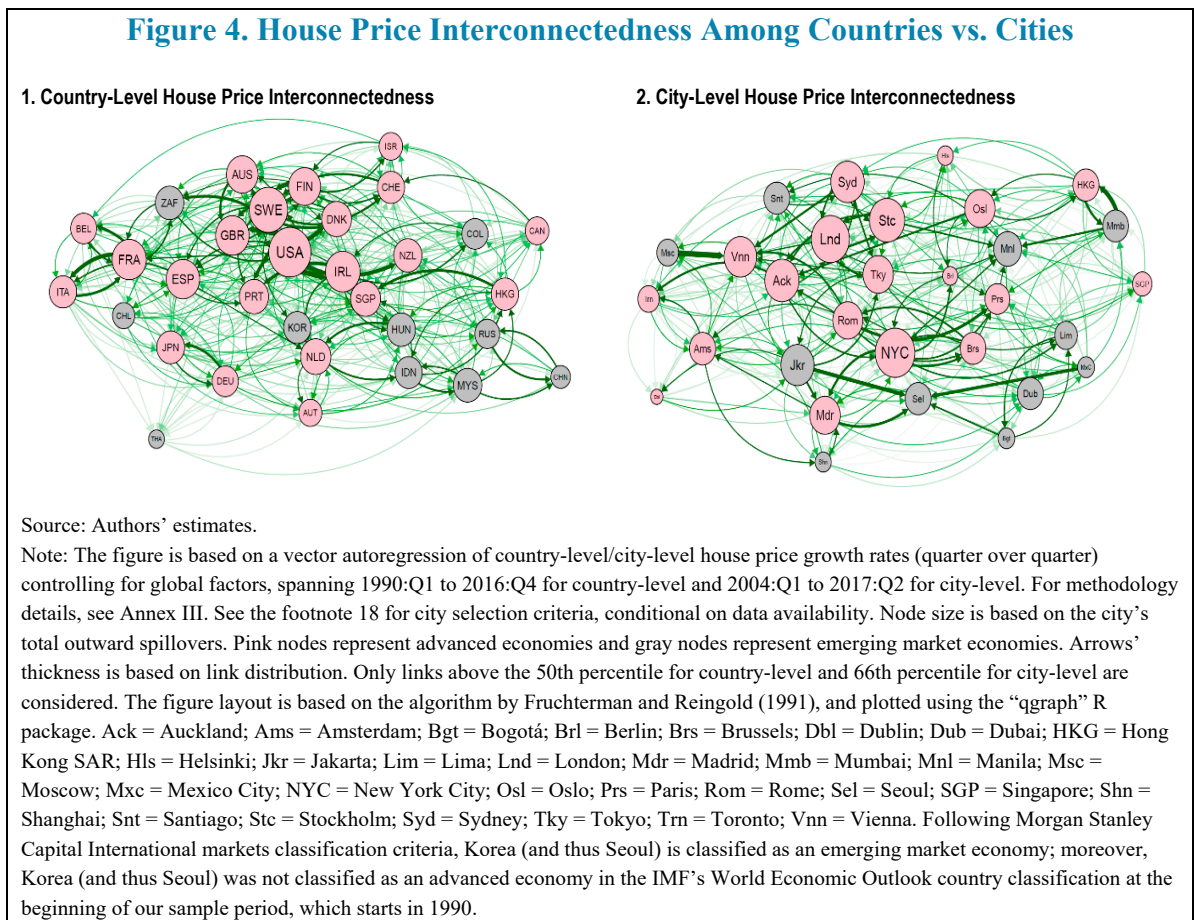 Figure 4. House Price Interconnectedness Among Countries vs. Cities
1. Country-Level House Price Interconnectedness
2. City-Level House Price Interconnectedness
ISR
AUS
FIN
CHE
ZAF
SWE
DNK
BEL
GBR
COL
CAN
USA
FRA
NZL
IRL
ESP
ITA
PRT
SGP
HKG
CHL
KOR
HUN
RUS
JPN
NLD
IDN
DEU
MYS
CHN
AUT
THA
Hls
Syd
HKG
Snt
Osl
Stc
Mmb
Lnd
Mnl
Msc
Vnn
Tky
Brl
Ack
SGP
Prs
Rom
Lim
Ams
NYC
Brs
Jkr
MxC
Dub
Sel
Dbl
Mdr
Bgt
Shn
Source: Authors’ estimates.
Note: The figure is based on a vector autoregression of country-level/city-level house price growth rates (quarter over quarter)
controlling for global factors, spanning 1990:Q1 to 2016:Q4 for country-level and 2004:Q1 to 2017:Q2 for city-level. For methodology
details, see Annex III. See the footnote 18 for city selection criteria, conditional on data availability. Node size is based on the city’s
total outward spillovers. Pink nodes represent advanced economies and gray nodes represent emerging market economies. Arrows’
thickness is based on link distribution. Only links above the 50th percentile for country-level and 66th percentile for city-level are
considered. The figure layout is based on the algorithm by Fruchterman and Reingold (1991), and plotted using the “qgraph” R
package. Ack = Auckland; Ams = Amsterdam; Bgt = Bogotá; Brl = Berlin; Brs = Brussels; Dbl = Dublin; Dub = Dubai; HKG = Hong
Kong SAR; Hls = Helsinki; Jkr = Jakarta; Lim = Lima; Lnd = London; Mdr = Madrid; Mmb = Mumbai; Mnl = Manila; Msc =
Moscow; Mxc = Mexico City; NYC = New York City; Osl = Oslo; Prs = Paris; Rom = Rome; Sel = Seoul; SGP = Singapore; Shn =
Shanghai; Snt = Santiago; Stc = Stockholm; Syd = Sydney; Tky = Tokyo; Trn = Toronto; Vnn = Vienna. Following Morgan Stanley
Capital International markets classification criteria, Korea (and thus Seoul) is classified as an emerging market economy; moreover,
Korea (and thus Seoul) was not classified as an advanced economy in the IMF’s World Economic Outlook country classification at the
beginning of our sample period, which starts in 1990.